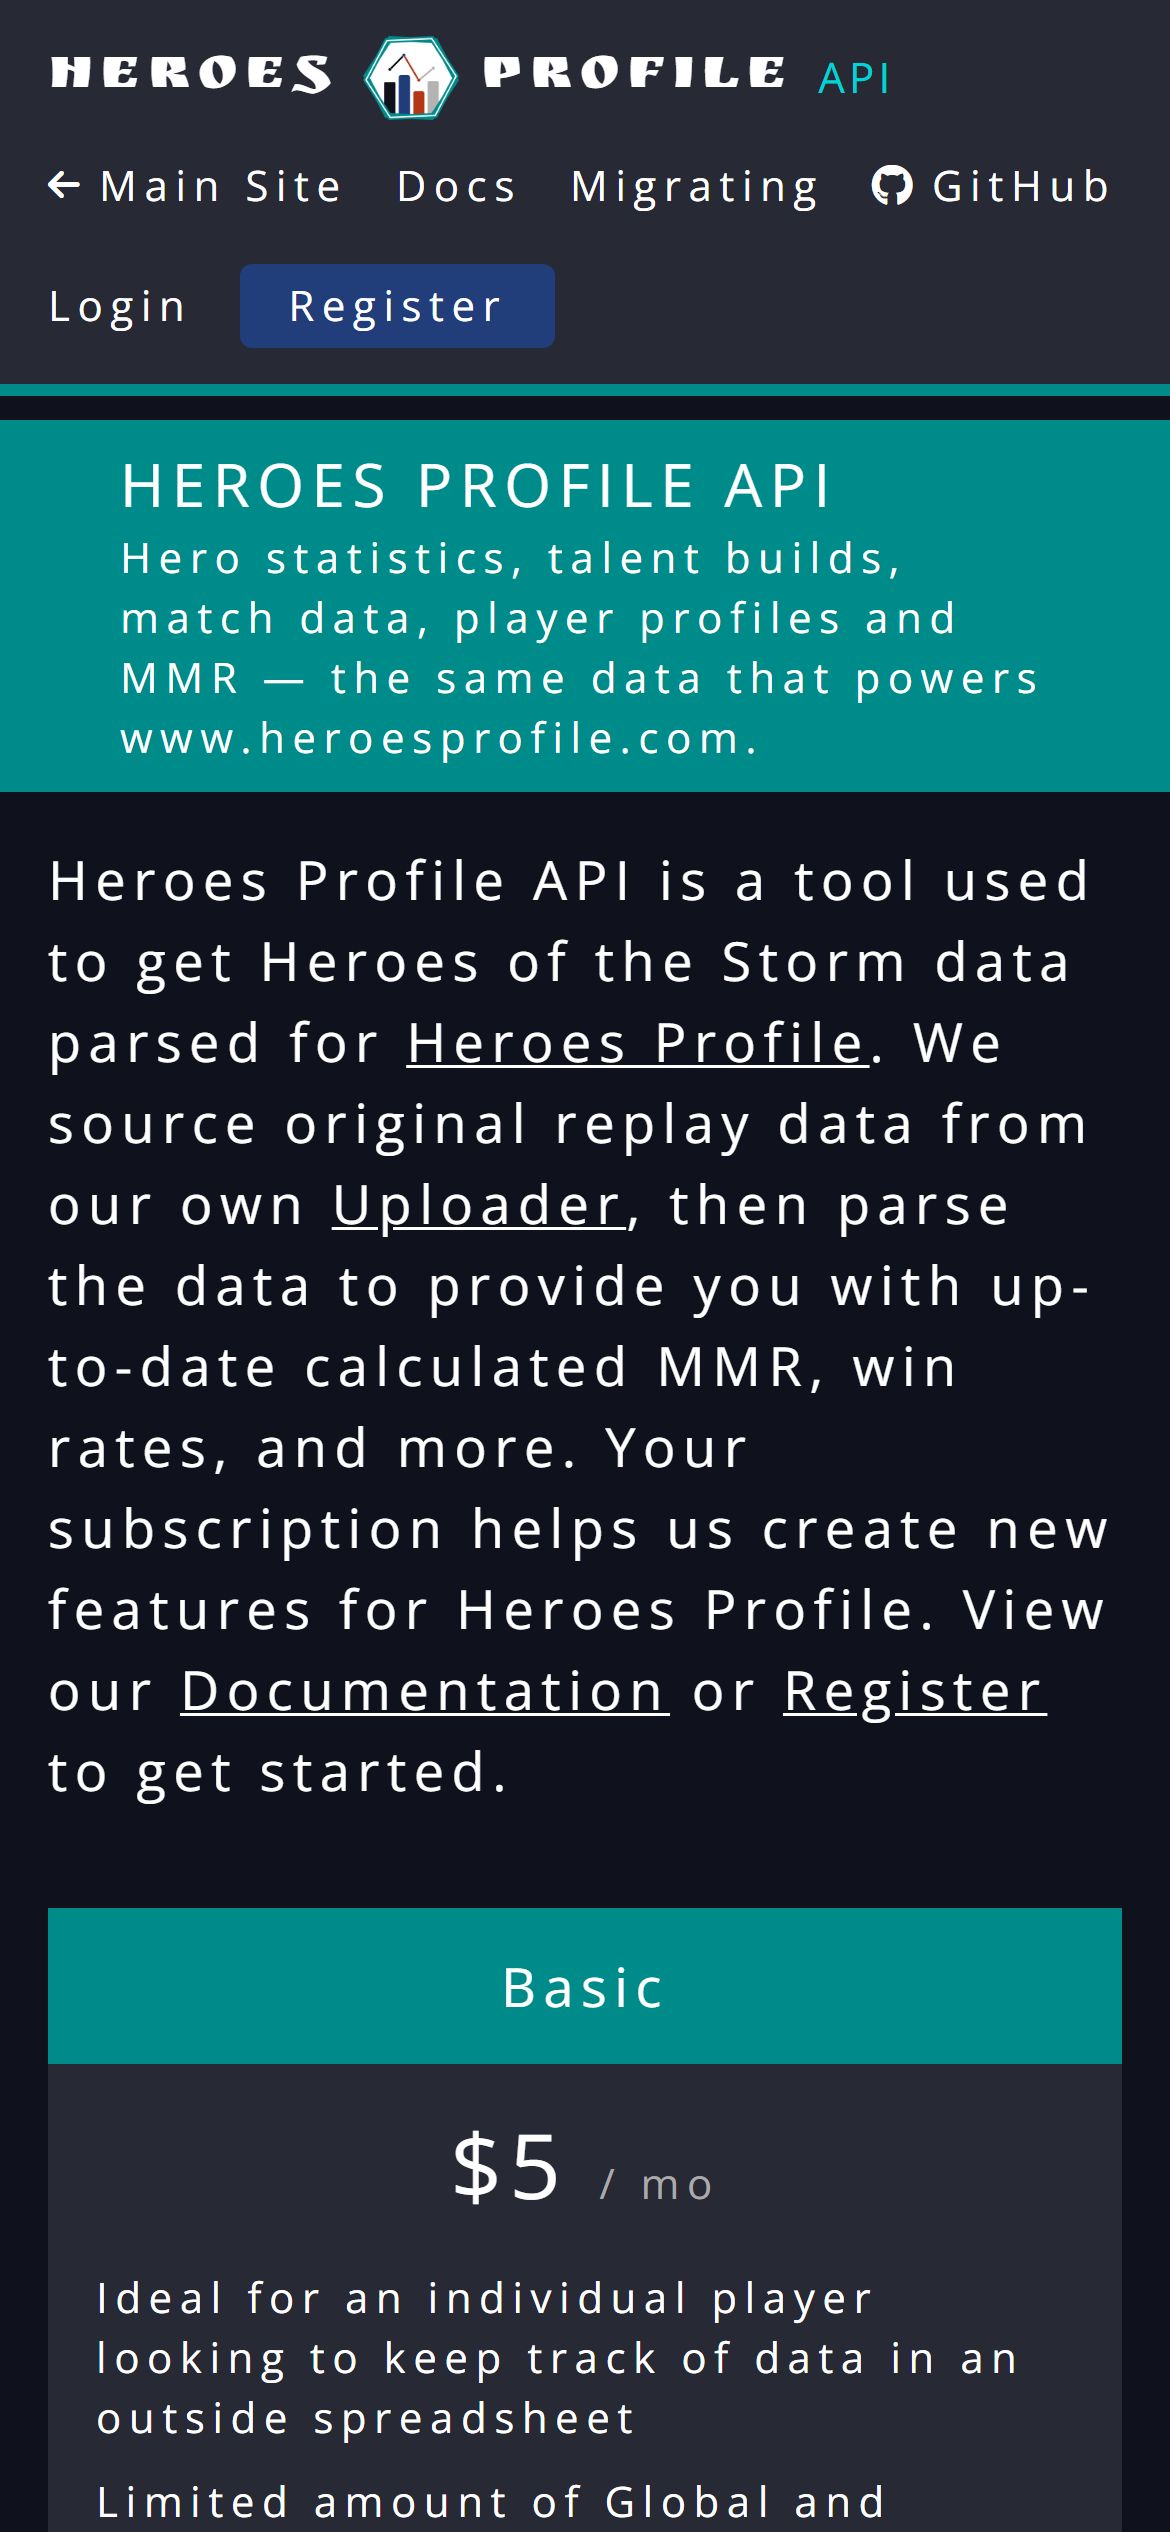 HEROES PROFILE API
← Main Site Docs Migrating GitHub
Login Register
HEROES PROFILE API
Hero statistics, talent builds,
match data, player profiles and
MMR — the same data that powers
www.heroesprofile.com.
Heroes Profile API is a tool used
to get Heroes of the Storm data
parsed for Heroes Profile. We
source original replay data from
our own Uploader, then parse
the data to provide you with up-
to-date calculated MMR, win
rates, and more. Your
subscription helps us create new
features for Heroes Profile. View
our Documentation or Register
to get started.
Basic
$5 / mo
Ideal for an individual player
looking to keep track of data in an
outside spreadsheet
Limited amount of Global and